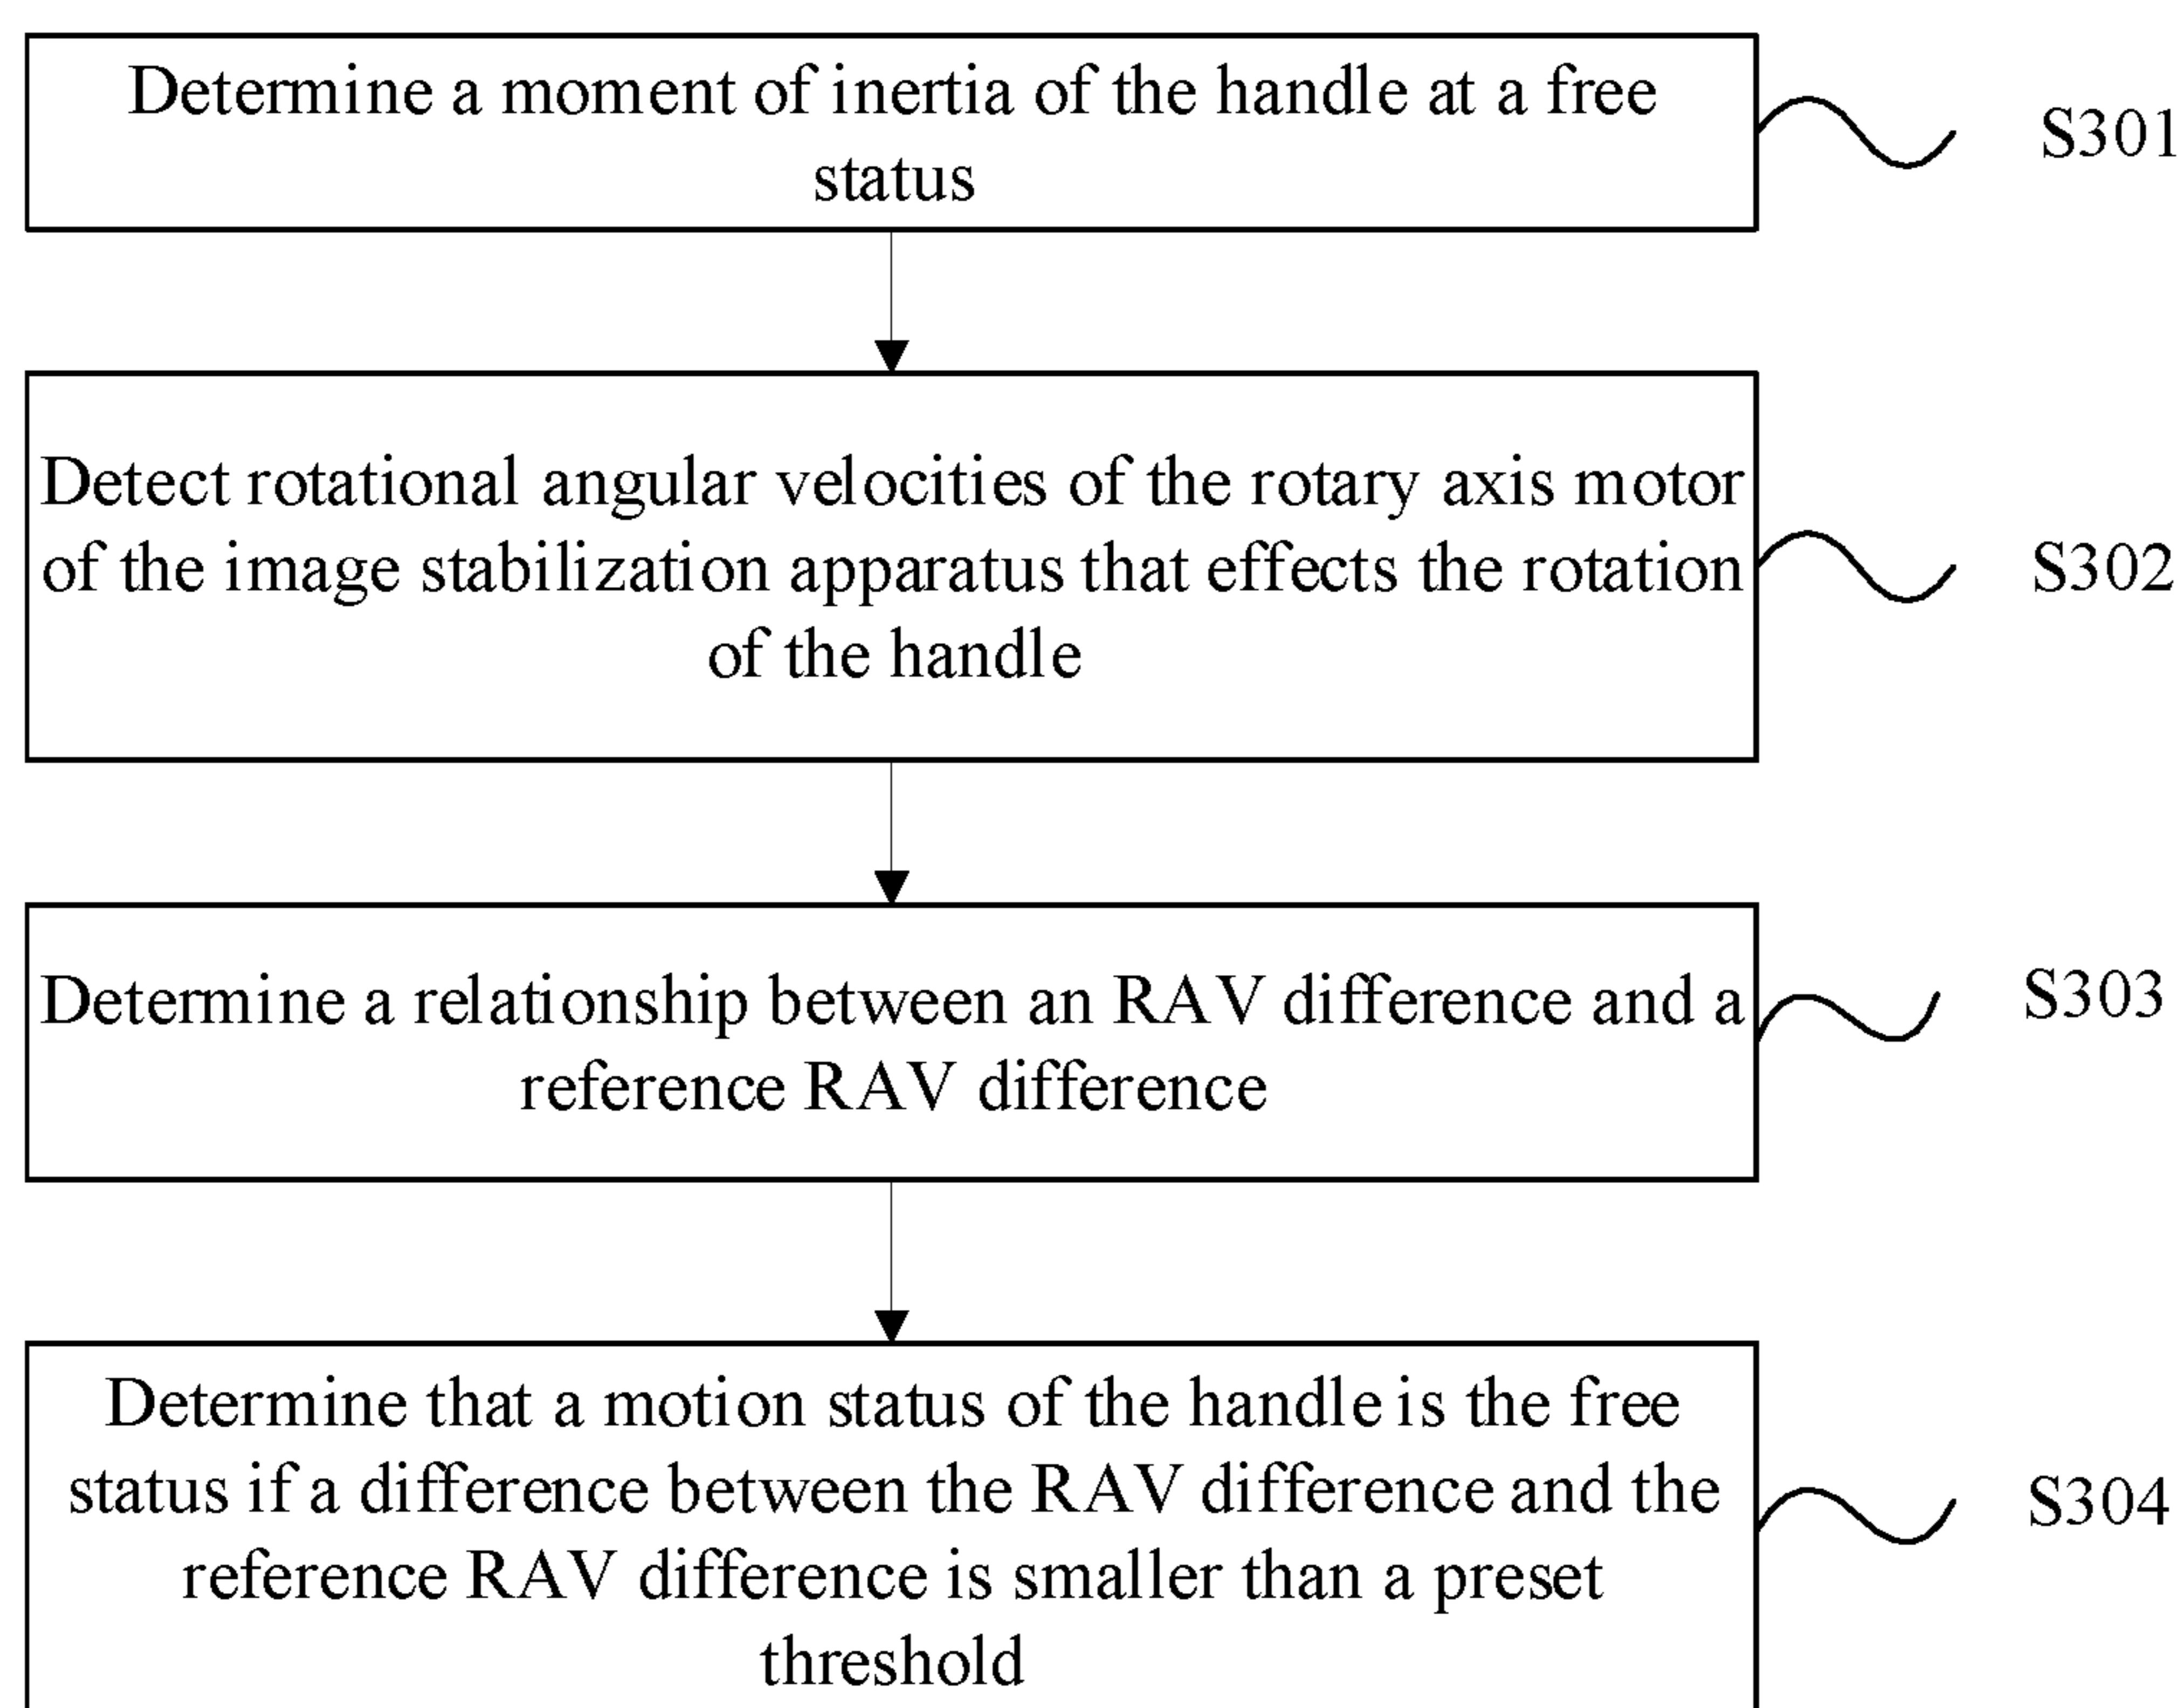 Determine a moment of inertia of the handle at a free
status
S301
Detect rotational angular velocities of the rotary axis motor
of the image stabilization apparatus that effects the rotation
of the handle
S302
Determine a relationship between an RAV difference and a
reference RAV difference
S303
Determine that a motion status of the handle is the free
status if a difference between the RAV difference and the
reference RAV difference is smaller than a preset
threshold
S304